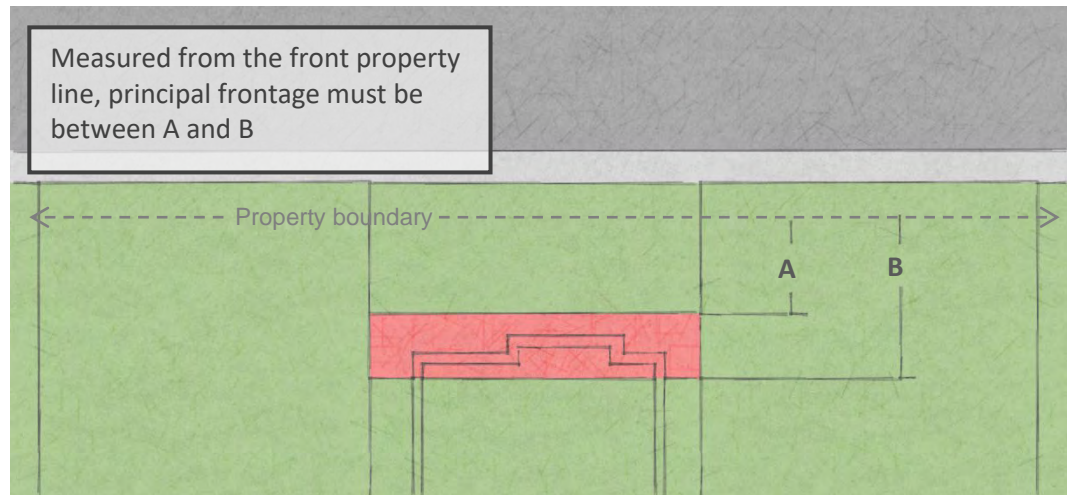 Measured from the front property
line, principal frontage must be
between A and B
Property boundary
A
B